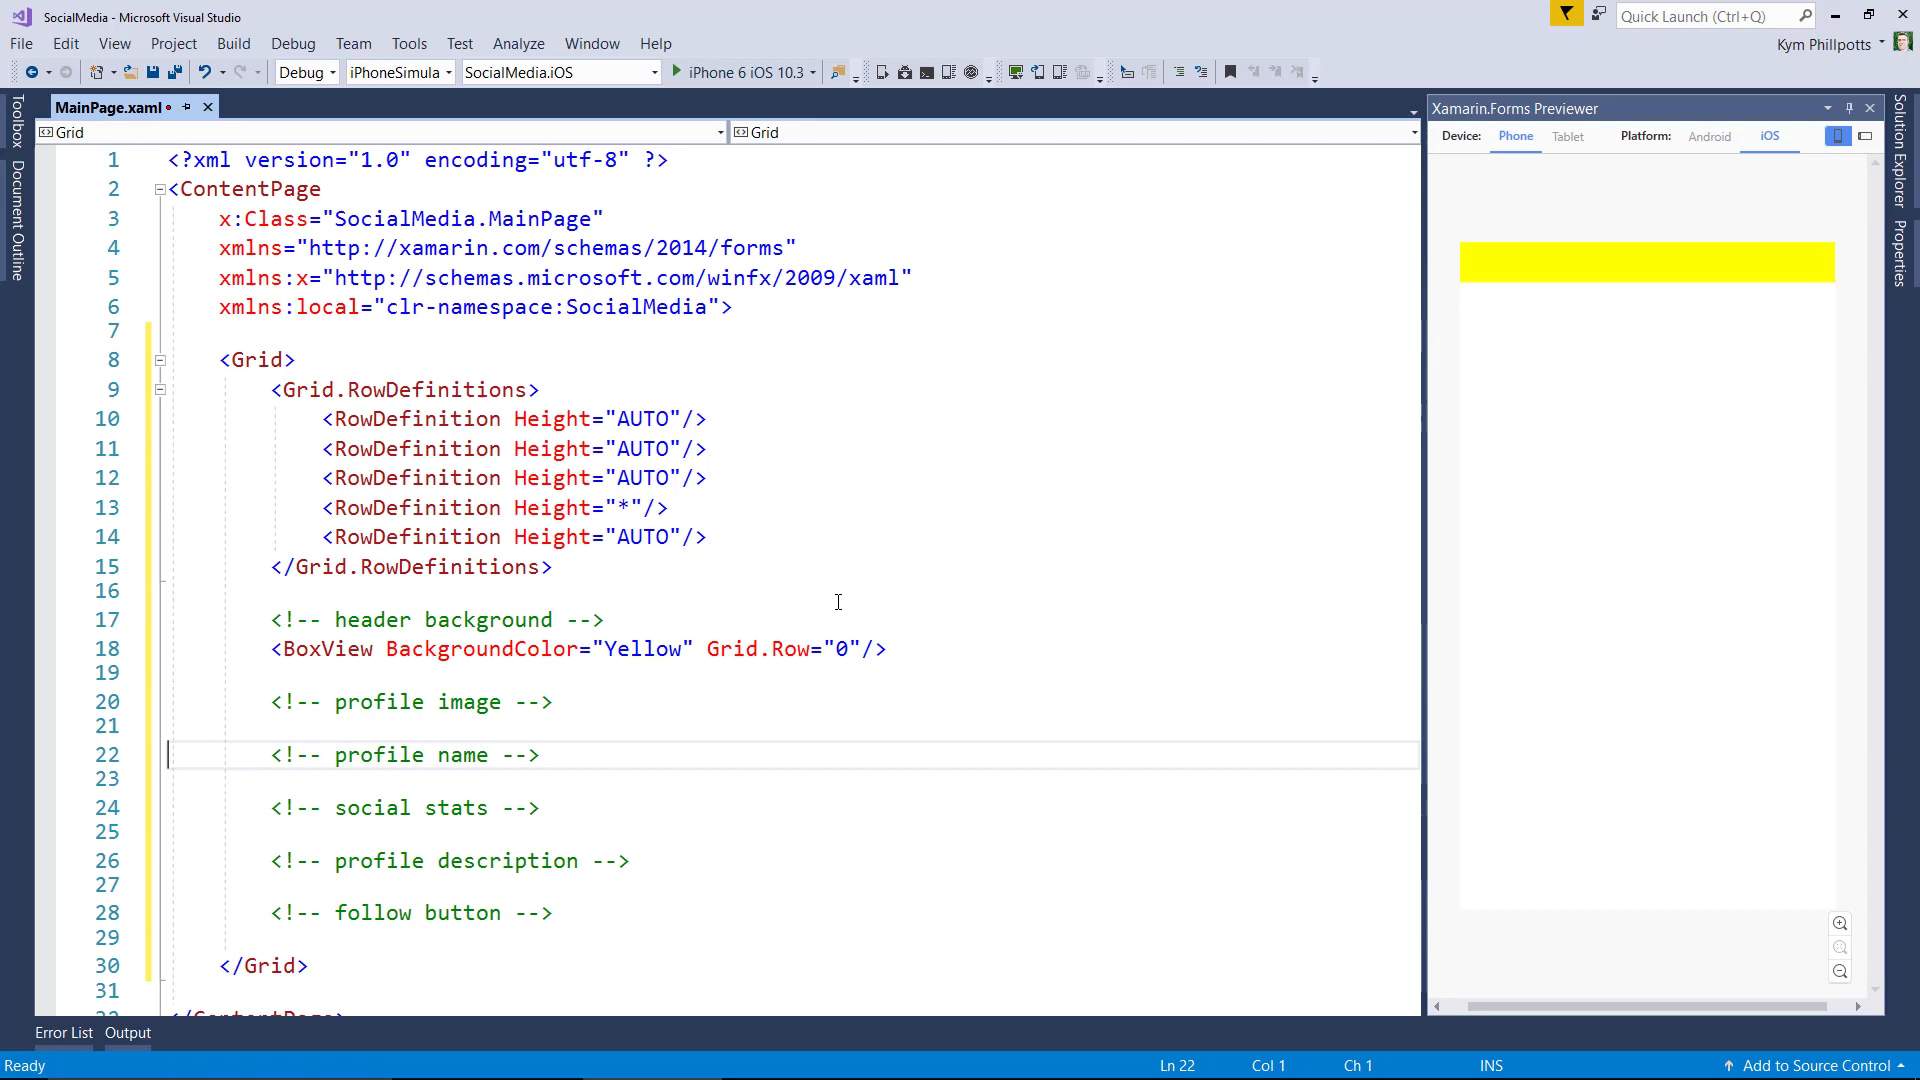 SocialMedia - Microsoft Visual Studio
Quick Launch (Ctrl+Q)
File Edit View Project Build Debug Team Tools Test Analyze Window Help
Kym Phillpotts
Debug iPhoneSimula SocialMedia.iOS iPhone 6 iOS 10.3
Toolbox
Document Outline
MainPage.xaml
Grid Grid
1 <?xml version="1.0" encoding="utf-8" ?>
2 <ContentPage
3 x:Class="SocialMedia.MainPage"
4 xmlns="http://xamarin.com/schemas/2014/forms"
5 xmlns:x="http://schemas.microsoft.com/winfx/2009/xaml"
6 xmlns:local="clr-namespace:SocialMedia">
7
8 <Grid>
9 <Grid.RowDefinitions>
10 <RowDefinition Height="AUTO"/>
11 <RowDefinition Height="AUTO"/>
12 <RowDefinition Height="AUTO"/>
13 <RowDefinition Height="*"/>
14 <RowDefinition Height="AUTO"/>
15 </Grid.RowDefinitions>
16
17 <!-- header background -->
18 <BoxView BackgroundColor="Yellow" Grid.Row="0"/>
19
20 <!-- profile image -->
21
22 <!-- profile name -->
23
24 <!-- social stats -->
25
26 <!-- profile description -->
27
28 <!-- follow button -->
29
30 </Grid>
31
32 </ContentPage>
Xamarin.Forms Previewer
Device: Phone Tablet Platform: Android iOS
Solution Explorer
Properties
Error List Output
Ready Ln 22 Col 1 Ch 1 INS Add to Source Control